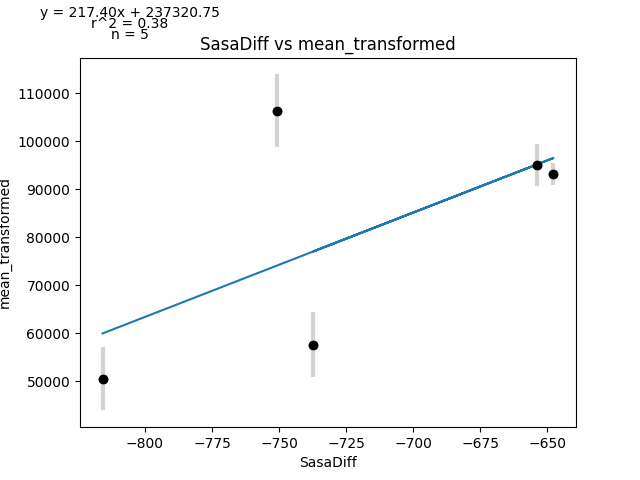 y = 217.40x + 237320.75
r^2 = 0.38
n = 5
SasaDiff vs mean_transformed
mean_transformed
110000
100000
90000
80000
70000
60000
50000
−800
−775
−750
−725
−700
−675
−650
SasaDiff